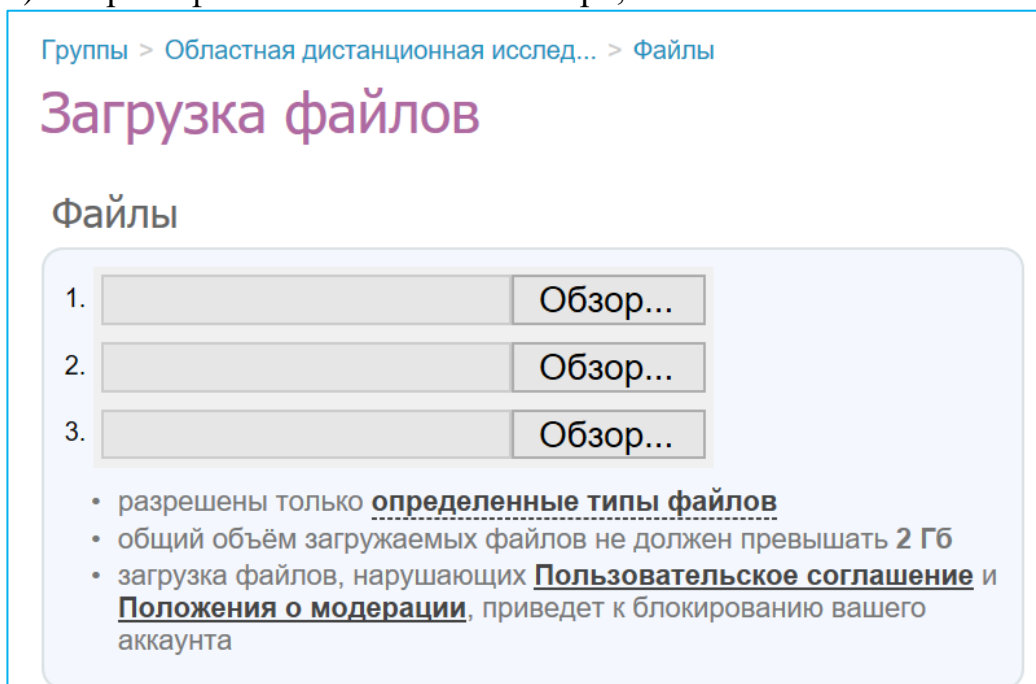 Группы > Областная дистанционная исслед... > Файлы
Загрузка файлов
Файлы
1. Обзор...
2. Обзор...
3. Обзор...
• разрешены только определенные типы файлов
• общий объём загружаемых файлов не должен превышать 2 Гб
• загрузка файлов, нарушающих Пользовательское соглашение и
Положения о модерации, приведет к блокированию вашего
аккаунта